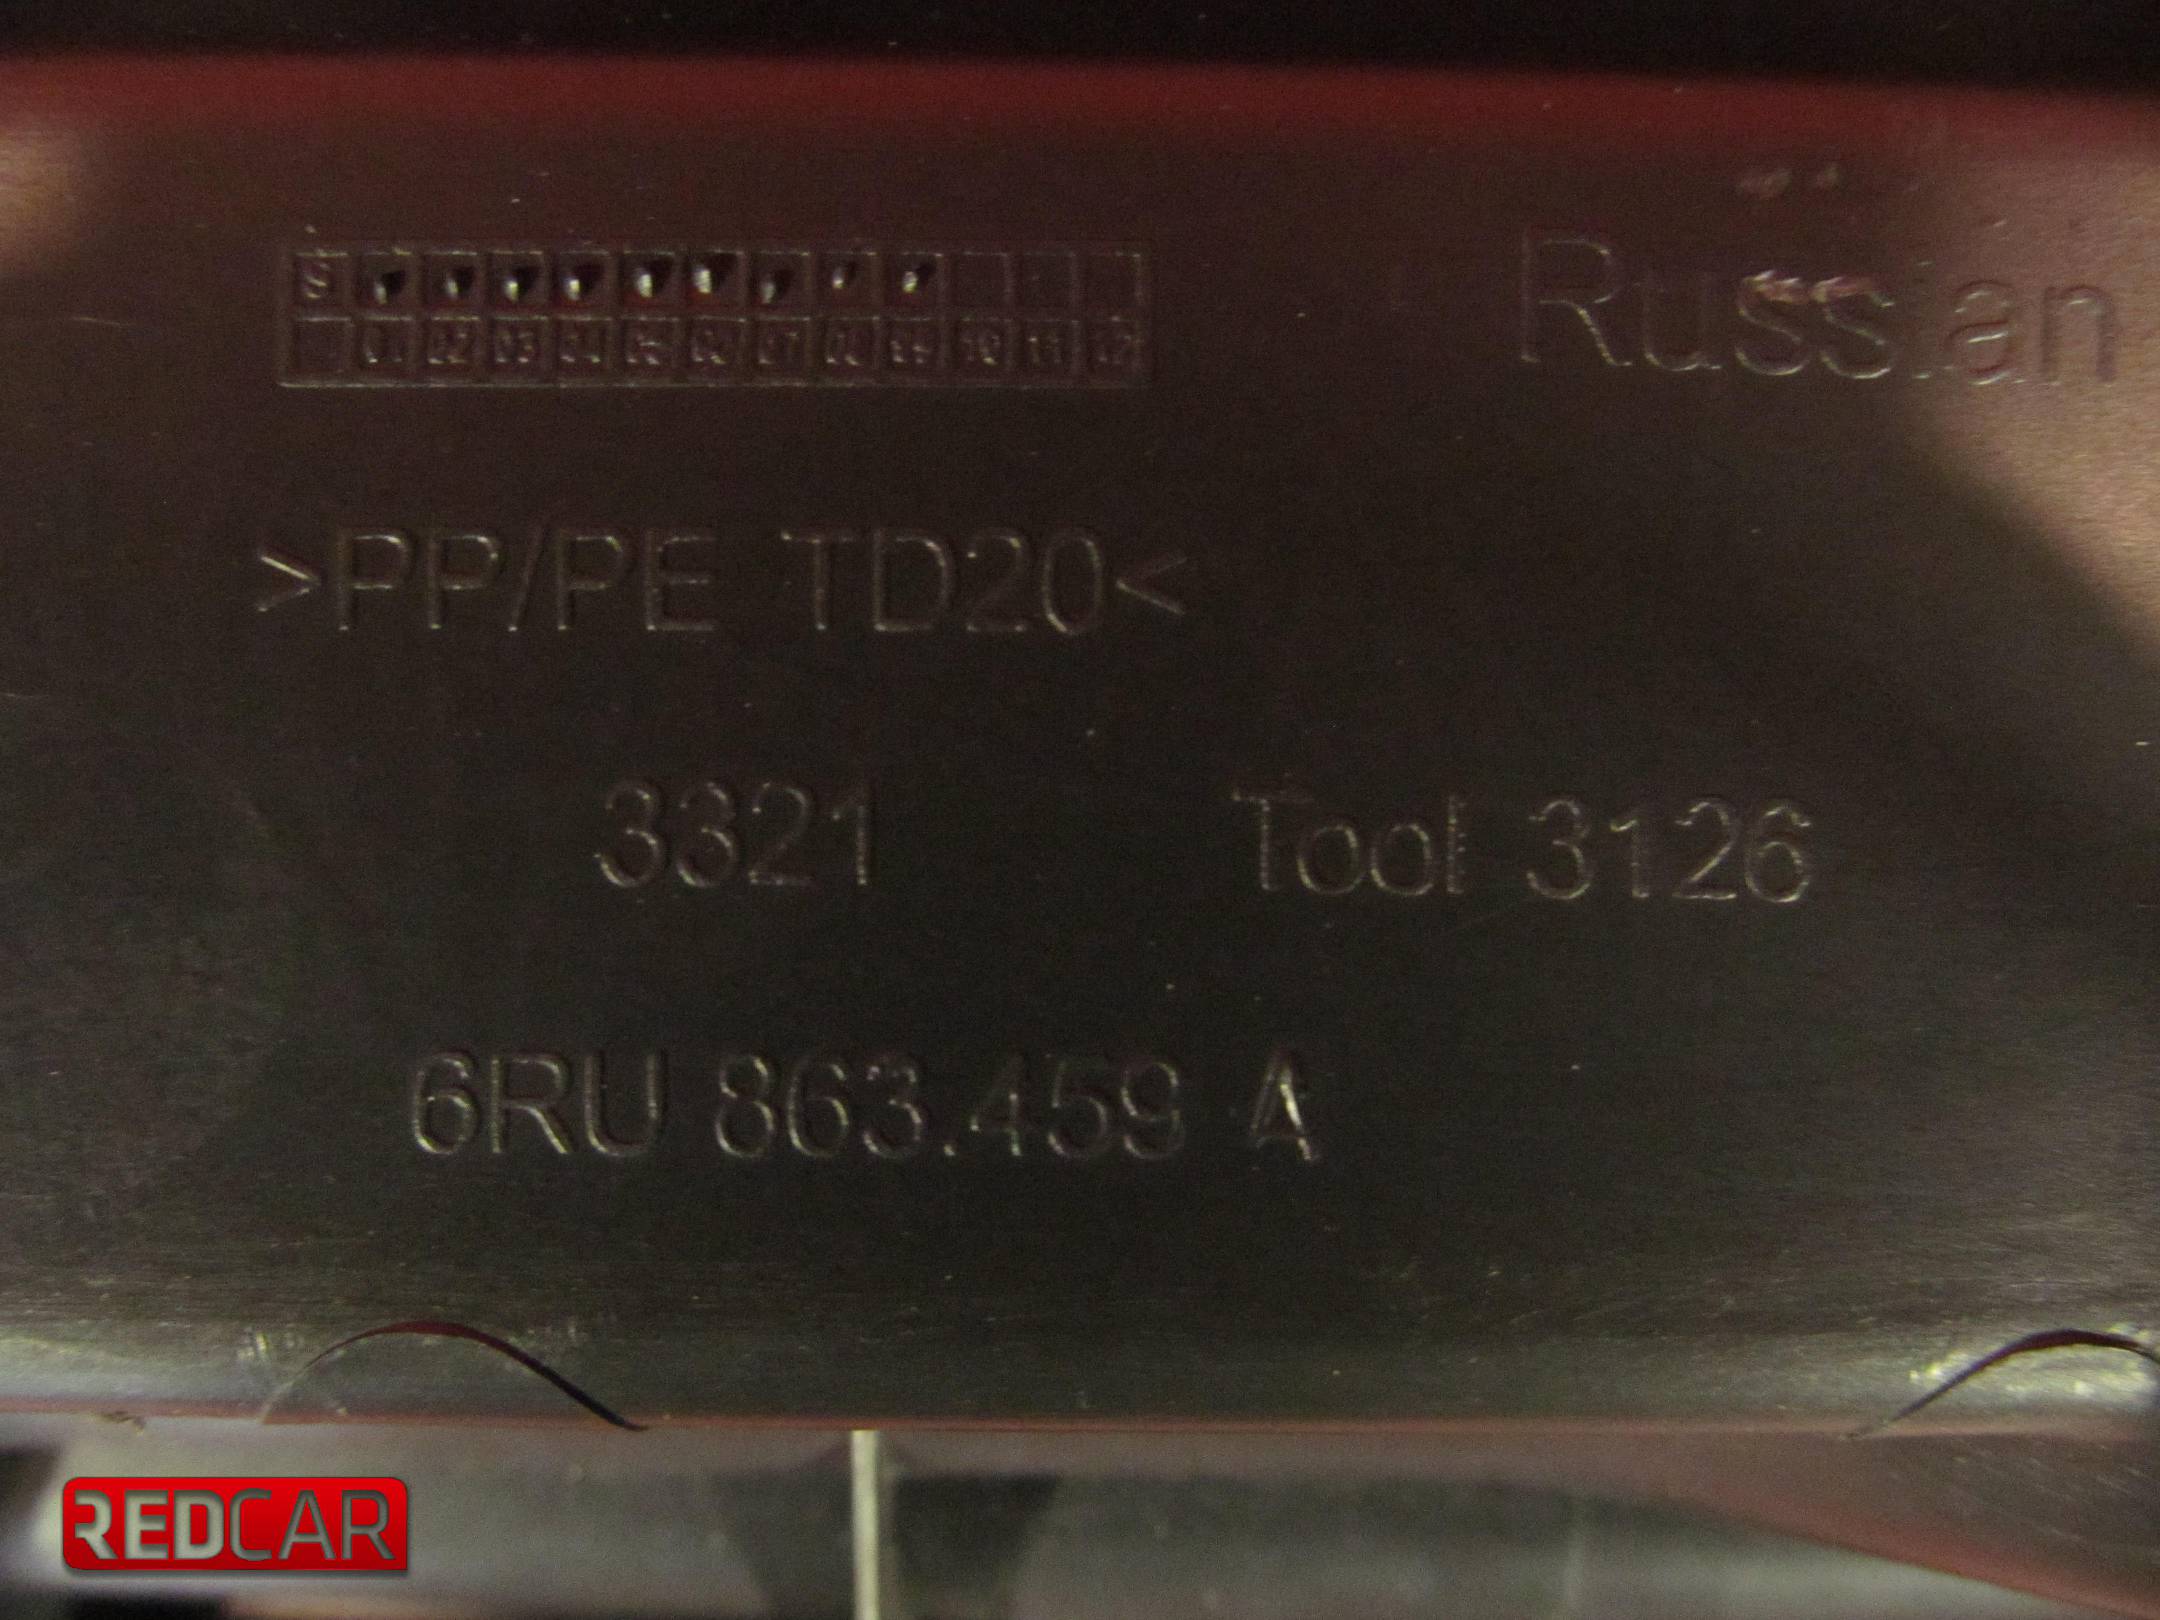 S
01 02 03 04 05 06 07 08 09 10 11 12
Russian
>PP/PE TD20<
3321 Tool 3126
6RU 863.459 A
REDCAR